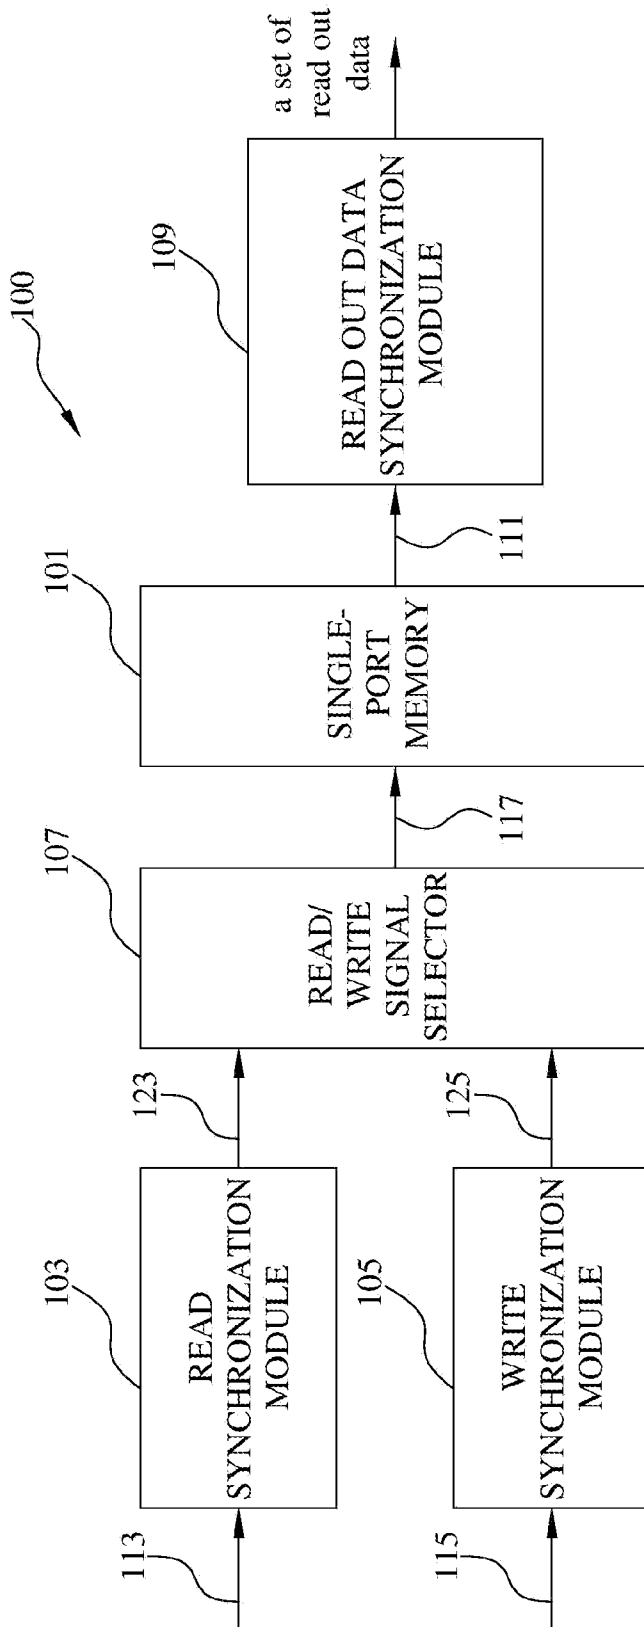 100
113
103
READ
SYNCHRONIZATION
MODULE
123
115
105
WRITE
SYNCHRONIZATION
MODULE
125
107
READ/
WRITE
SIGNAL
SELECTOR
117
101
SINGLE-
PORT
MEMORY
111
109
READ OUT DATA
SYNCHRONIZATION
MODULE
a set of
read out
data